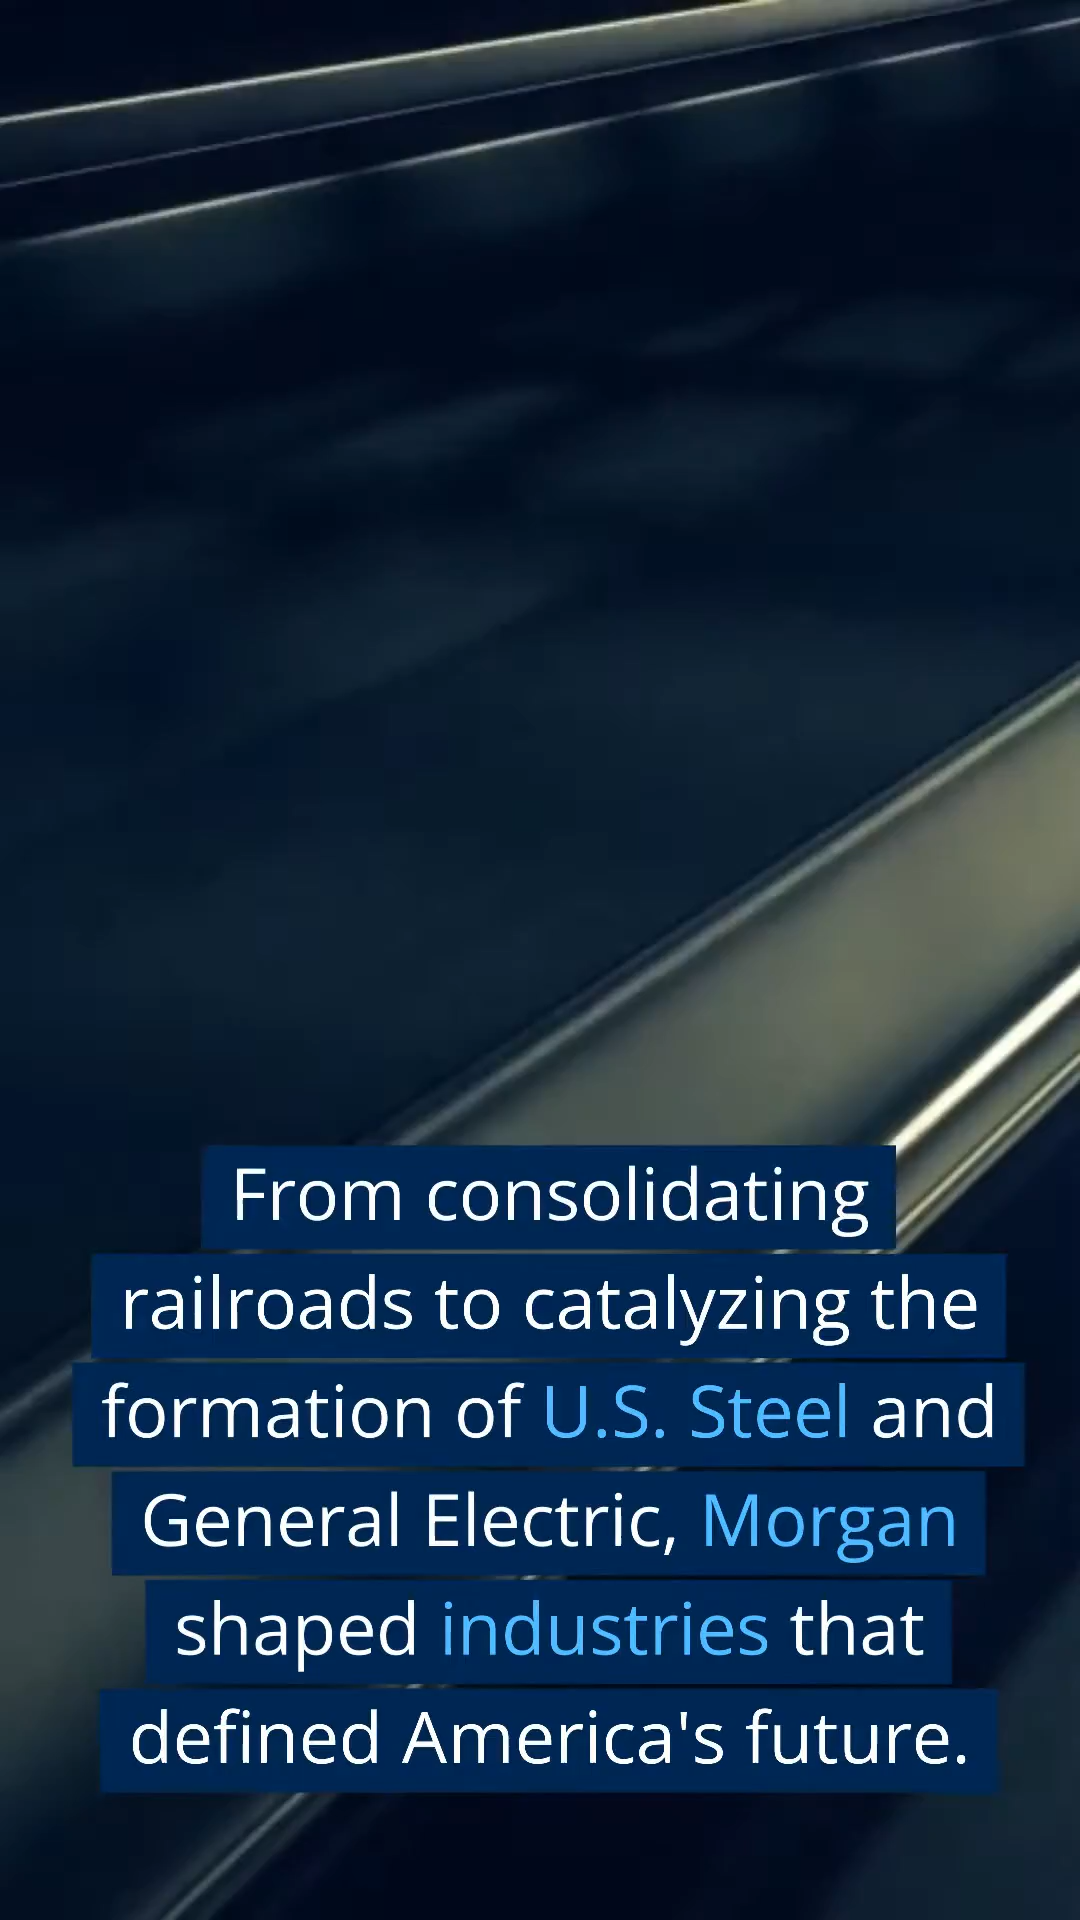 From consolidating
railroads to catalyzing the
formation of U.S. Steel and
General Electric, Morgan
shaped industries that
defined America's future.